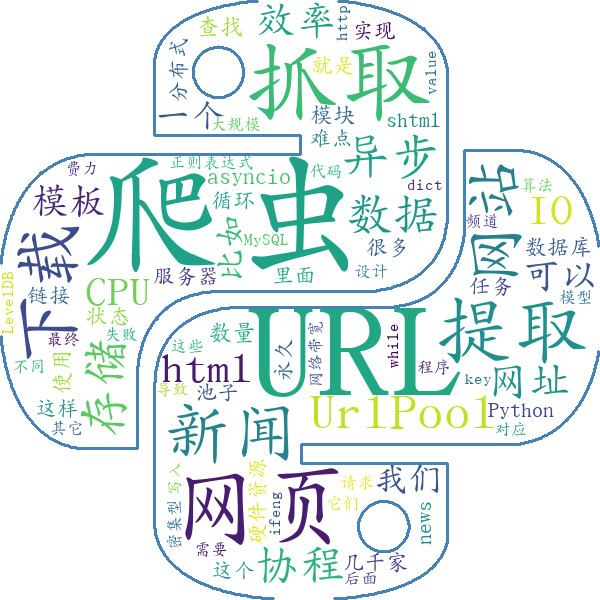 效率
http
查找
实现
分布式
抓取
就是
value
一个
大规模
模块
难点
shtml
费力
正则表达式
代码
异步
爬虫
asyncio
dict
站
算法
模板
循环
数据
IO
比如
MySQL
很多
频道
网
数据库
下载
服务器
里面
设计
任务
可以
链接
CPU
模型
LevelDB
状态
数量
URL
提取
最终
失败
存储
这些
永久
网络带宽
while
不同
使用
html
程序
key
网址
导致
池子
UrlPool
Python
这样
其它
新闻
对应
网页
硬件资源
请求
我们
写入
密集型
ifeng
它们
news
需要
这个
协程
几千家
后面